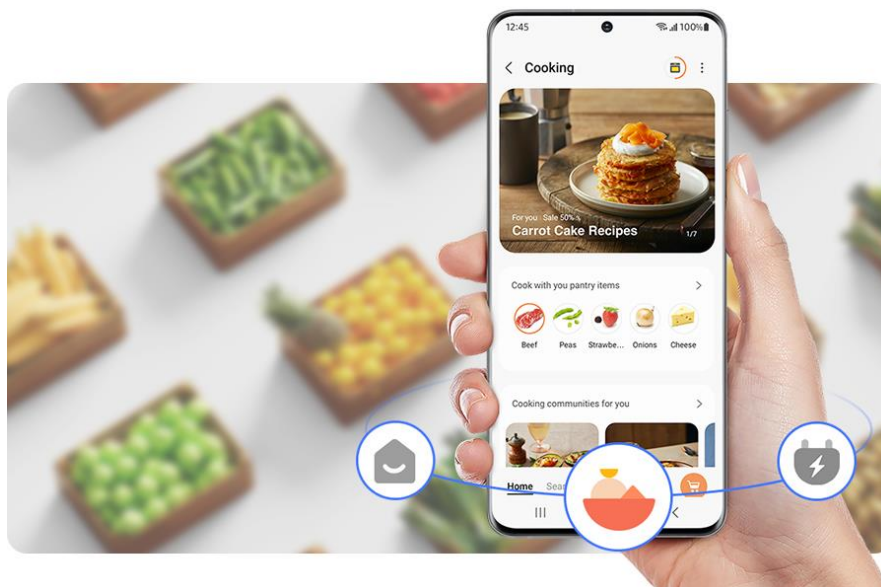 12:45
100%
Cooking
For you Sale 50%
Carrot Cake Recipes
1/7
Cook with you pantry items
Beef Peas Strawbe... Onions Cheese
Cooking communities for you
Home Sea